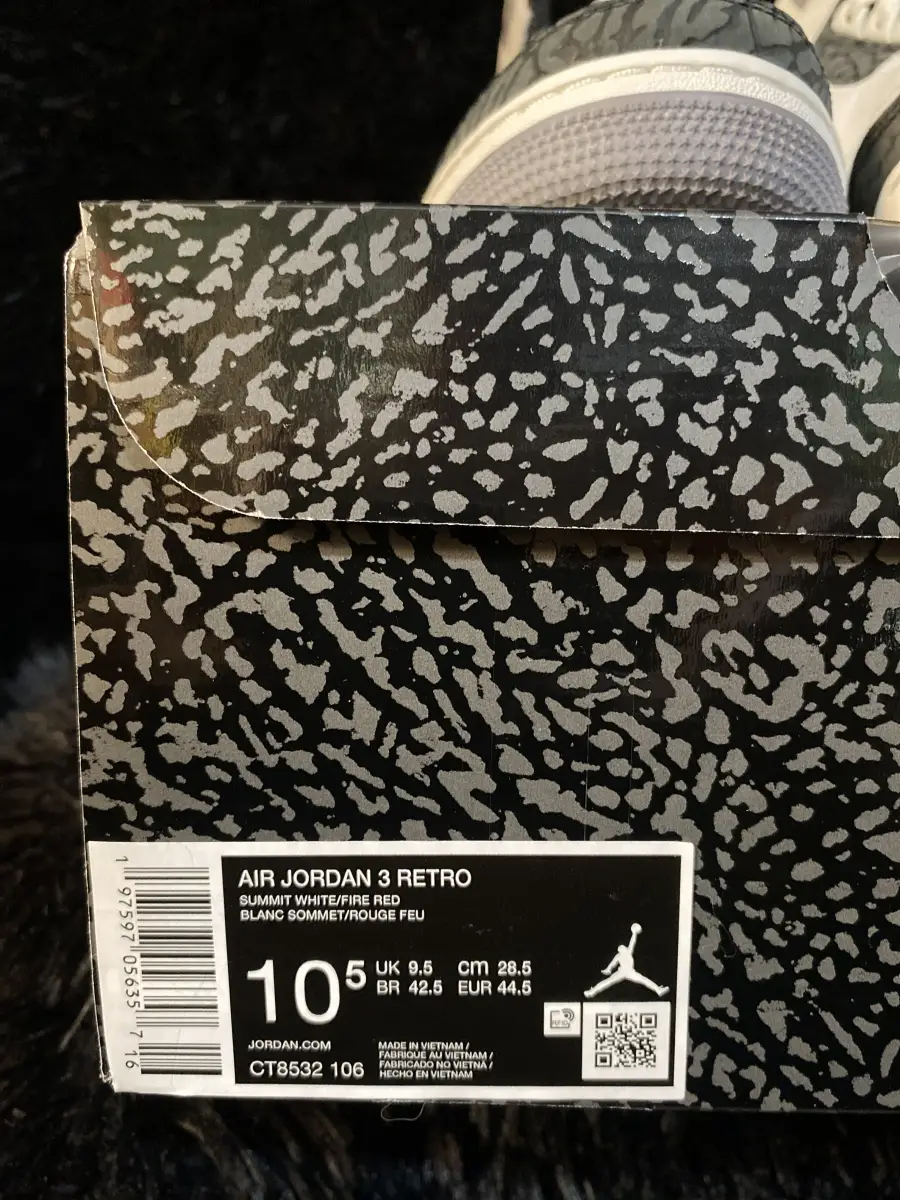 AIR JORDAN 3 RETRO
SUMMIT WHITE/FIRE RED
BLANC SOMMET/ROUGE FEU
10⁵
UK 9.5 cm 28.5
BR 42.5 EUR 44.5
RFID
JORDAN.COM
CT8532 106
MADE IN VIETNAM /
FABRIQUÉ AU VIETNAM /
FABRICADO NO VIETNA /
HECHO EN VIETNAM
1 97597 05635 7 16